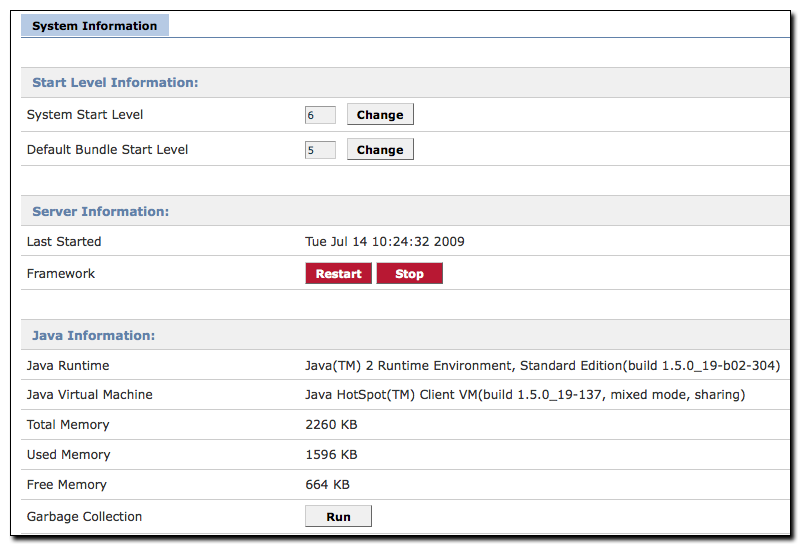 System Information
Start Level Information:
System Start Level 6 Change
Default Bundle Start Level 5 Change
Server Information:
Last Started Tue Jul 14 10:24:32 2009
Framework Restart Stop
Java Information:
Java Runtime Java(TM) 2 Runtime Environment, Standard Edition(build 1.5.0_19-b02-304)
Java Virtual Machine Java HotSpot(TM) Client VM(build 1.5.0_19-137, mixed mode, sharing)
Total Memory 2260 KB
Used Memory 1596 KB
Free Memory 664 KB
Garbage Collection Run